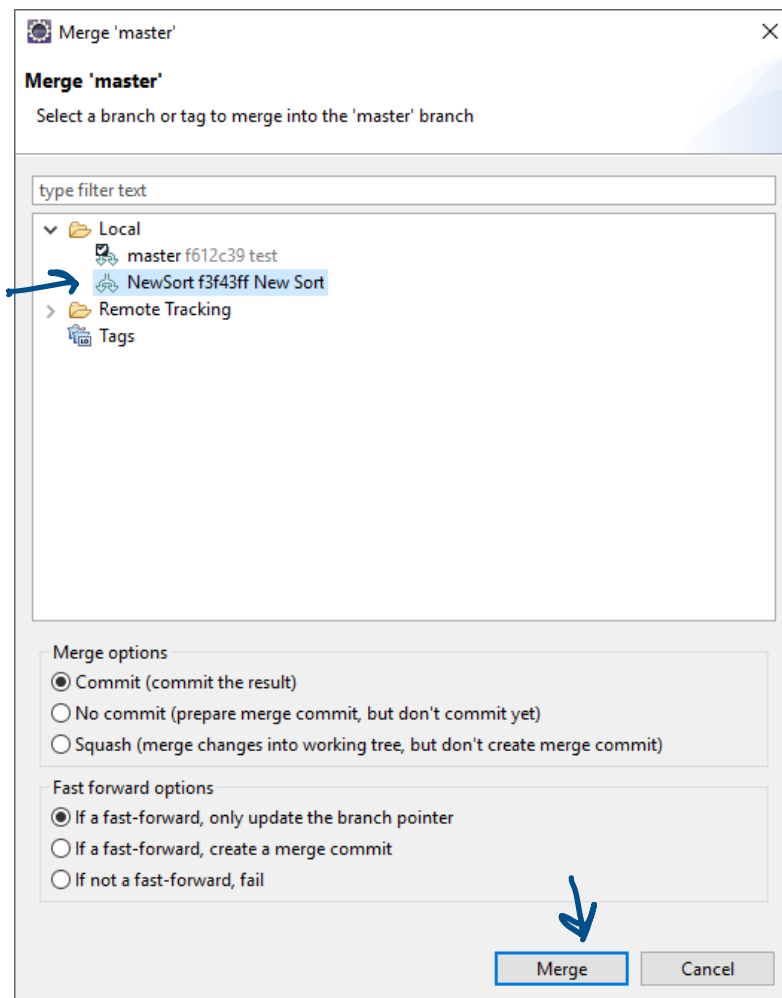 Merge 'master'
Merge 'master'
Select a branch or tag to merge into the 'master' branch
type filter text
Local
master f612c39 test
NewSort f3f43ff New Sort
Remote Tracking
Tags
Merge options
Commit (commit the result)
No commit (prepare merge commit, but don't commit yet)
Squash (merge changes into working tree, but don't create merge commit)
Fast forward options
If a fast-forward, only update the branch pointer
If a fast-forward, create a merge commit
If not a fast-forward, fail
Merge Cancel